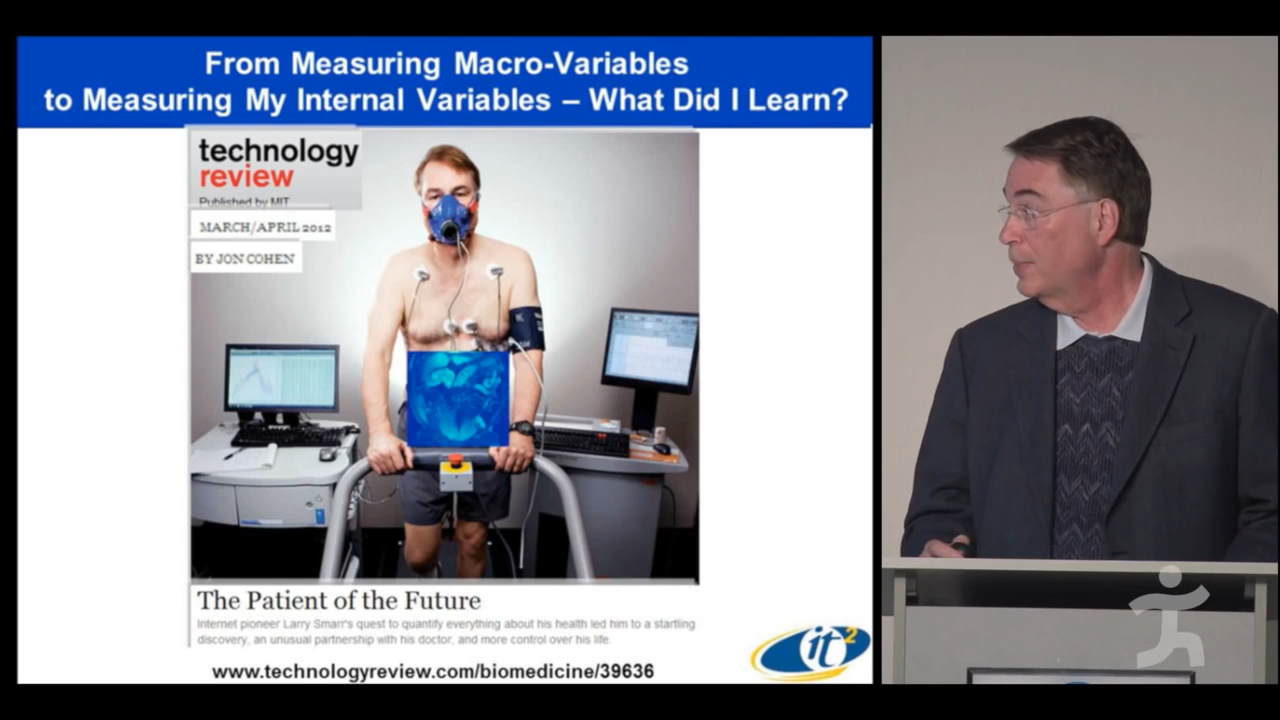 From Measuring Macro-Variables
to Measuring My Internal Variables – What Did I Learn?
technology
review
Published by MIT
MARCH/APRIL 2012
BY JON COHEN
The Patient of the Future
Internet pioneer Larry Smarr's quest to quantify everything about his health led him to a startling
discovery, an unusual partnership with his doctor, and more control over his life.
it2
www.technologyreview.com/biomedicine/39636